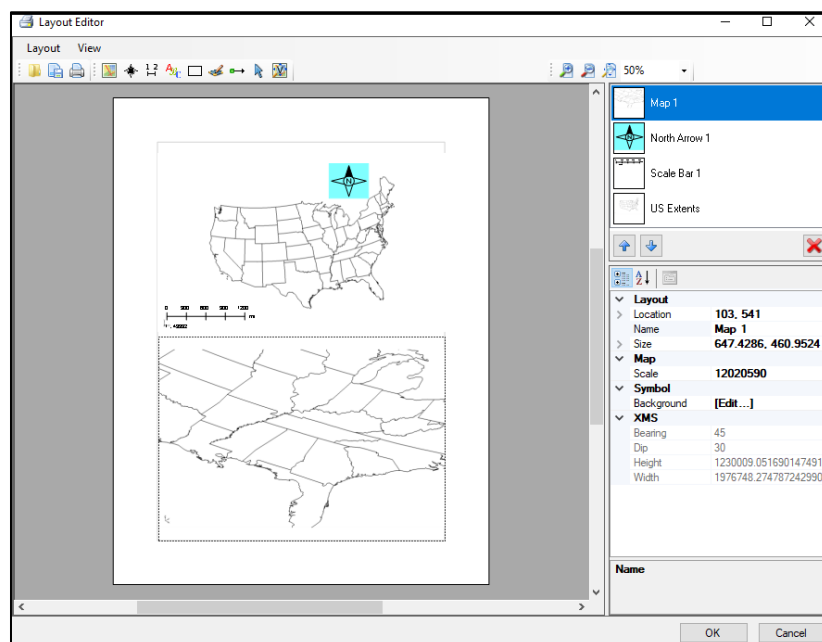 Layout Editor
Layout View
50%
Map 1
North Arrow 1
Scale Bar 1
US Extents
N
mi
Layout
Location 103, 541
Name Map 1
Size 647.4286, 460.9524
Map
Scale 12020590
Symbol
Background [Edit...]
XMS
Bearing 45
Dip 30
Height 1230009.051690147491
Width 1976748.274787242990
Name
OK Cancel